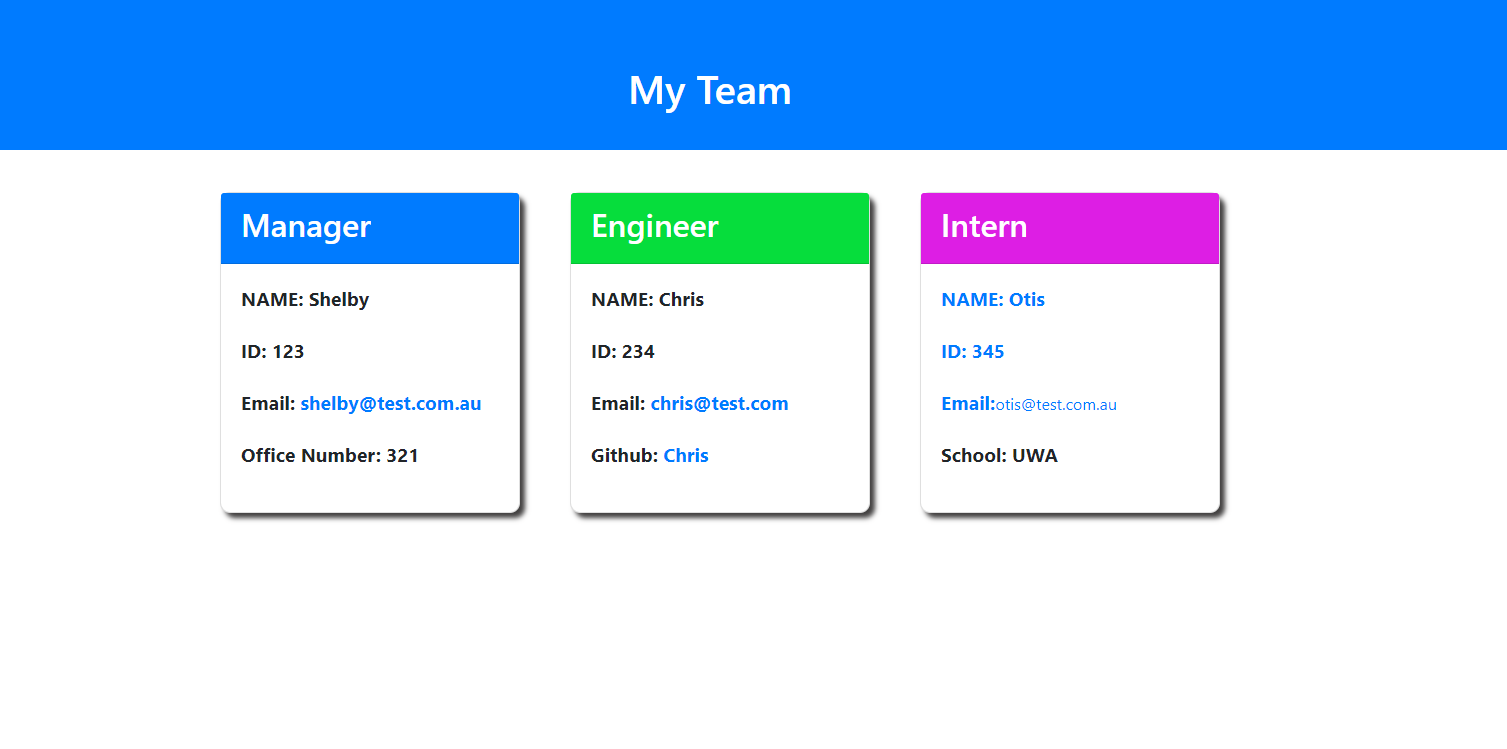 My Team
Manager
NAME: Shelby
ID: 123
Email: shelby@test.com.au
Office Number: 321
Engineer
NAME: Chris
ID: 234
Email: chris@test.com
Github: Chris
Intern
NAME: Otis
ID: 345
Email:otis@test.com.au
School: UWA